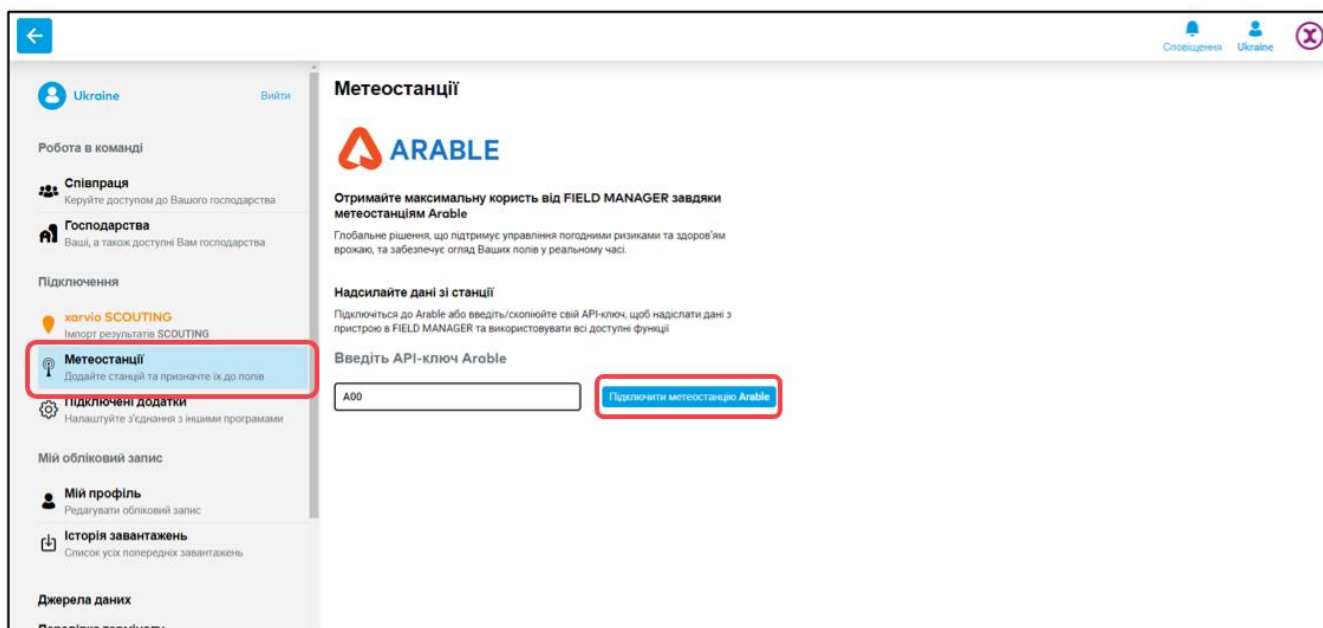 Сповіщення
Ukraine
Ukraine
Вийти
Робота в команді
Співпраця
Керуйте доступом до Вашого господарства
Господарства
Ваші, а також доступні Вам господарства
Підключення
xarvio SCOUTING
Імпорт результатів SCOUTING
Метеостанції
Додайте станції та призначте їх до полів
Підключені додатки
Налаштуйте з'єднання з іншими програмами
Мій обліковий запис
Мій профіль
Редагувати обліковий запис
Історія завантажень
Список усіх попередніх завантажень
Джерела даних
Метеостанції
ARABLE
Отримайте максимальну користь від FIELD MANAGER завдяки
метеостанціям Arable
Глобальне рішення, що підтримує управління погодними ризиками та здоров'ям
врожаю, та забезпечує огляд Ваших полів у реальному часі.
Надсилайте дані зі станції
Підключіться до Arable або введіть/скопіюйте свій API-ключ, щоб надіслати дані з
пристрою в FIELD MANAGER та використовувати всі доступні функції
Введіть API-ключ Arable
A00
Підключити метеостанцію Arable